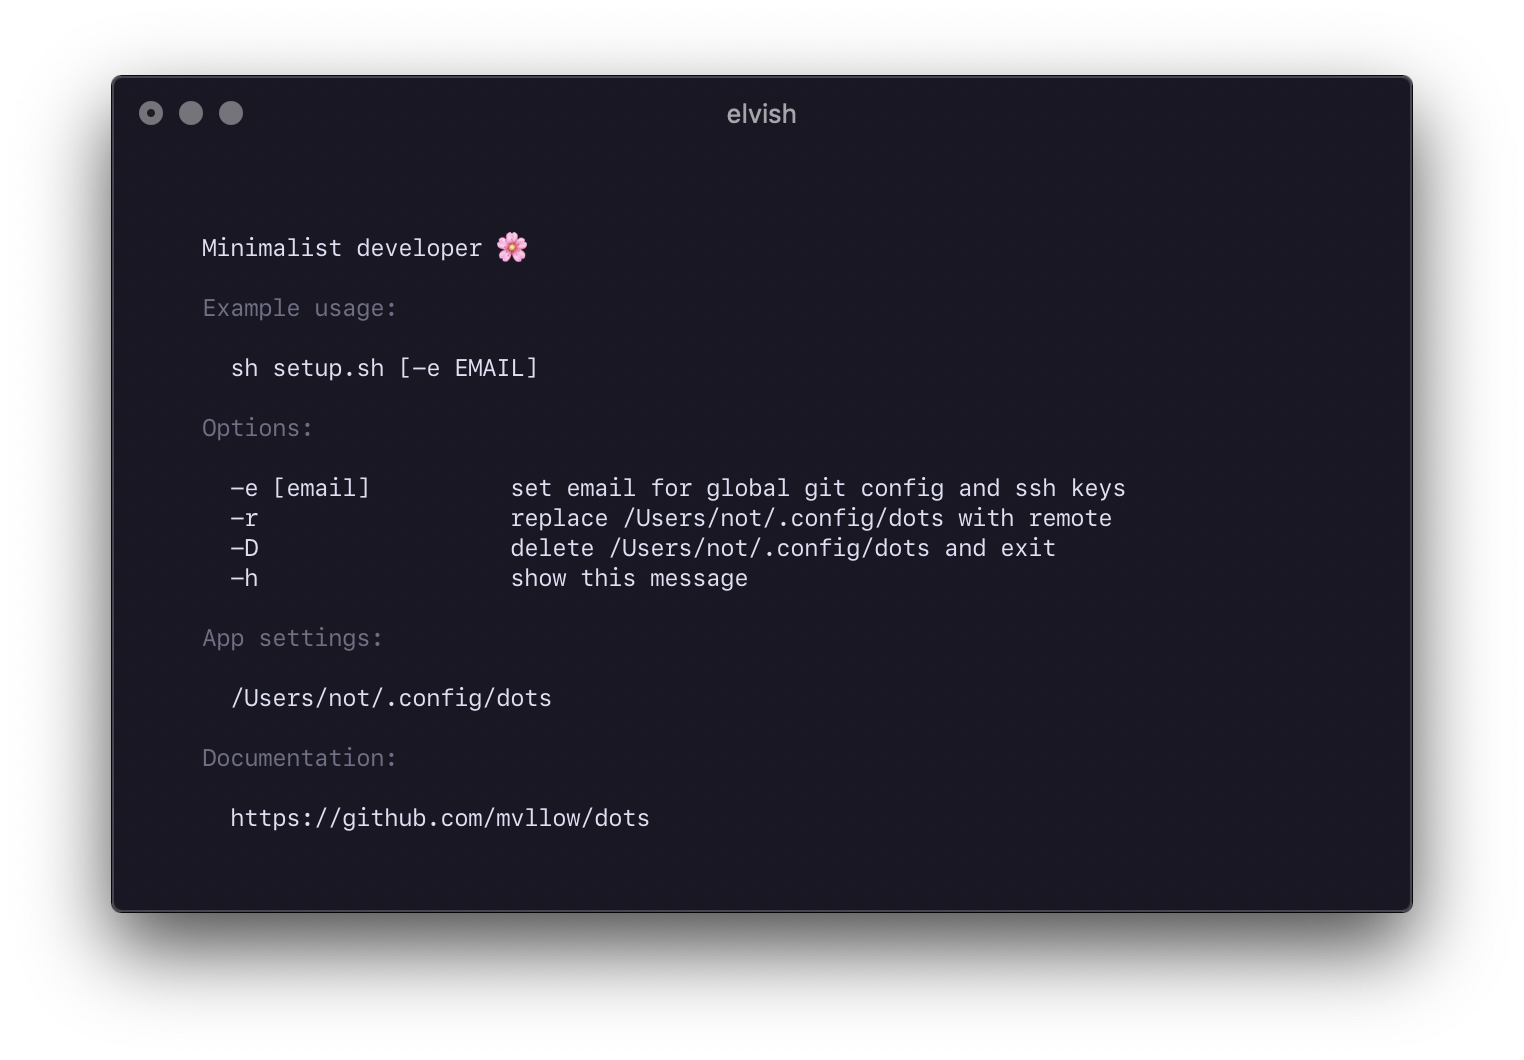 elvish
Minimalist developer 🌸
Example usage:
sh setup.sh [-e EMAIL]
Options:
-e [email] set email for global git config and ssh keys
-r replace /Users/not/.config/dots with remote
-D delete /Users/not/.config/dots and exit
-h show this message
App settings:
/Users/not/.config/dots
Documentation:
https://github.com/mvllow/dots